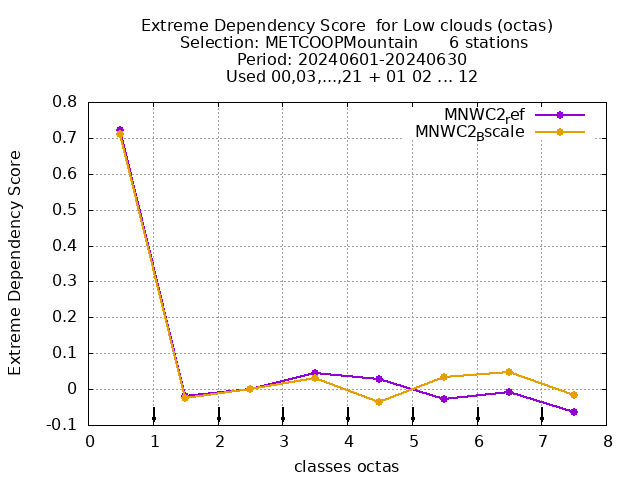 Extreme Dependency Score  for Low clouds (octas)
Selection: METCOOPMountain      6 stations
Period: 20240601-20240630
Used 00,03,...,21 + 01 02 ... 12
MNWC2ref
MNWC2Bscale
Extreme Dependency Score
0.8
0.7
0.6
0.5
0.4
0.3
0.2
0.1
0
-0.1
0 1 2 3 4 5 6 7 8
classes octas